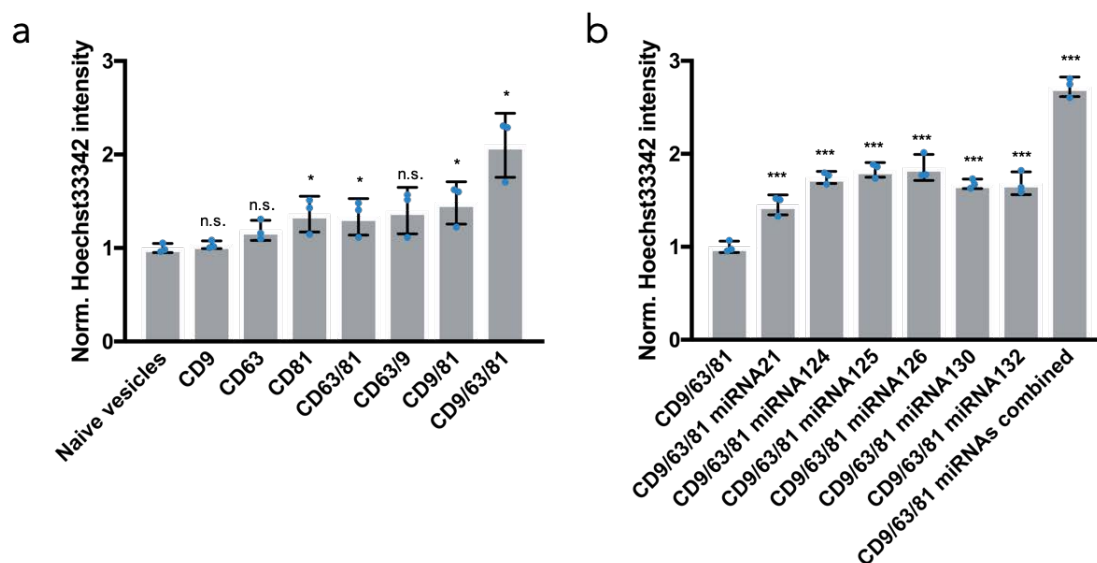 a
Norm. Hoechst33342 intensity
3
2
1
0
n.s.
n.s.
*
*
n.s.
*
*
Naive vesicles
CD9
CD63
CD81
CD63/81
CD63/9
CD9/81
CD9/63/81
b
Norm. Hoechst33342 intensity
3
2
1
0
***
***
***
***
***
***
***
CD9/63/81
CD9/63/81 miRNA21
CD9/63/81 miRNA124
CD9/63/81 miRNA125
CD9/63/81 miRNA126
CD9/63/81 miRNA130
CD9/63/81 miRNA132
CD9/63/81 miRNAs combined